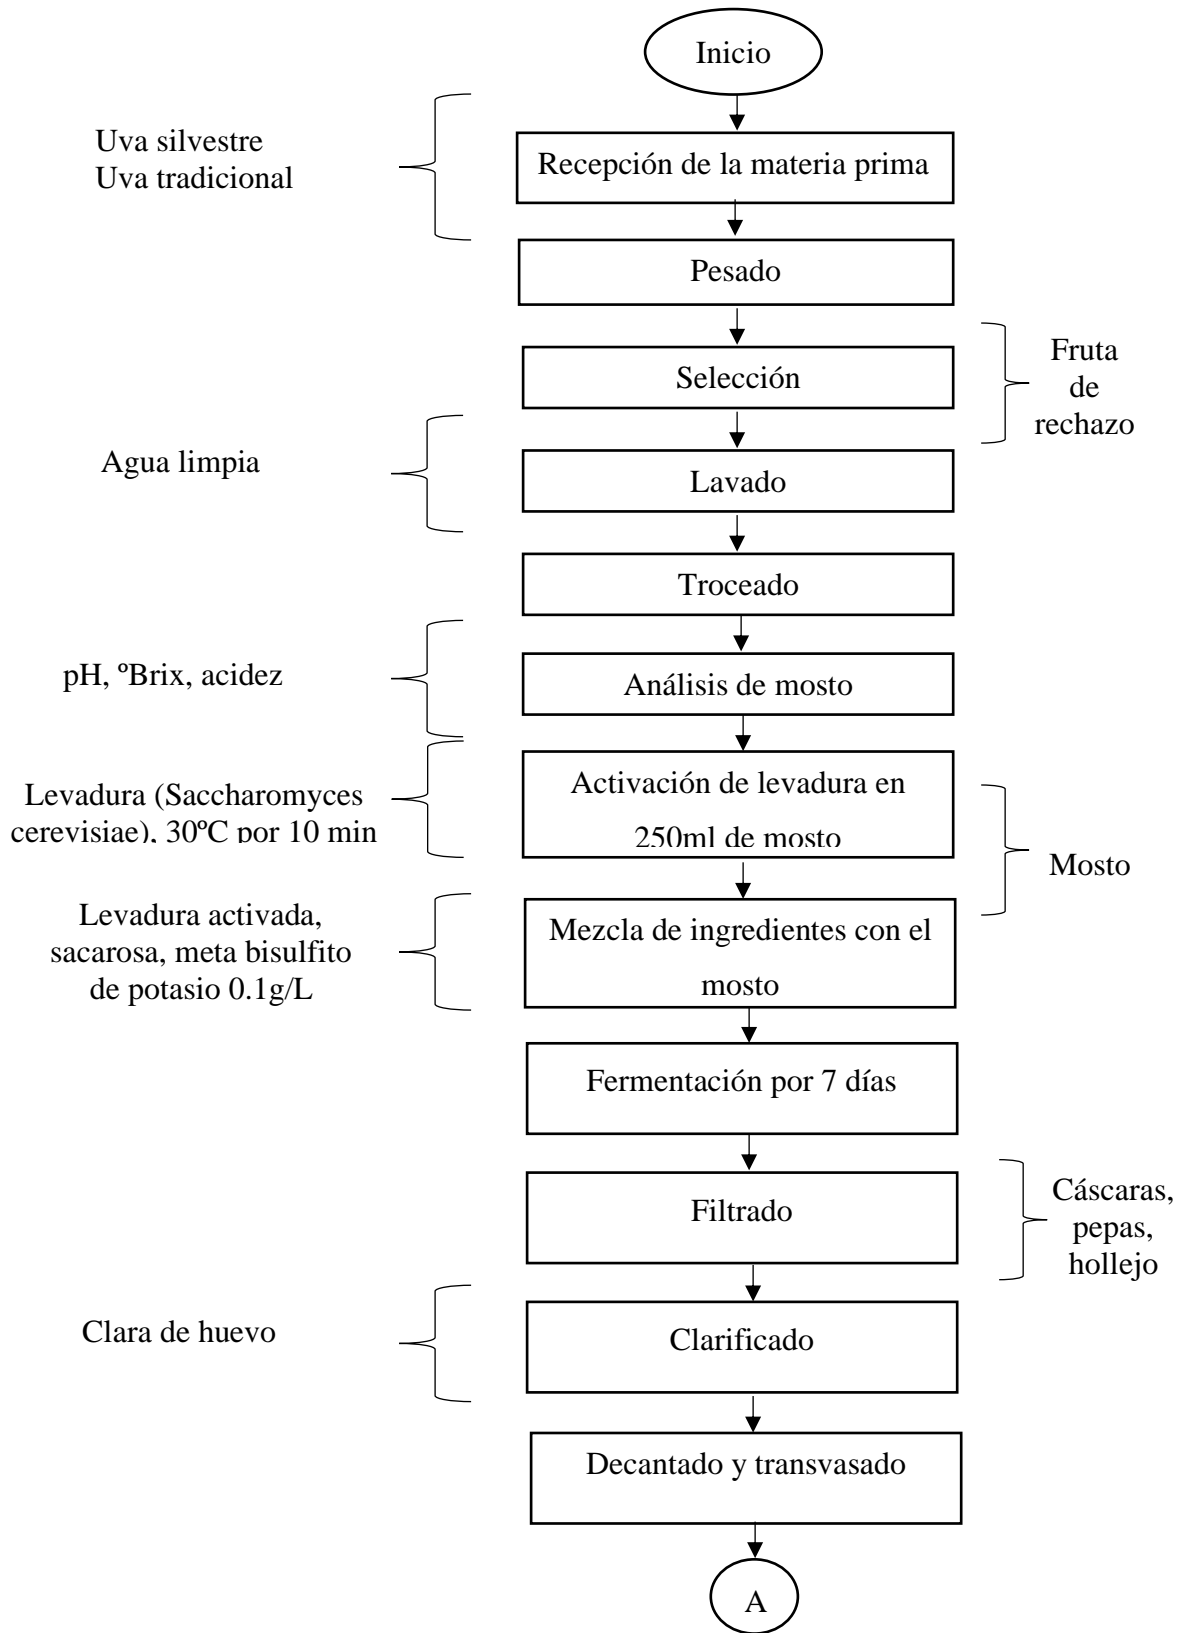 Inicio
Uva silvestre
Uva tradicional
Recepción de la materia prima
Pesado
Selección
Fruta
de
rechazo
Agua limpia
Lavado
Troceado
pH, ºBrix, acidez
Análisis de mosto
Levadura (Saccharomyces
cerevisiae), 30ºC por 10 min
Activación de levadura en
250ml de mosto
Mosto
Levadura activada,
sacarosa, meta bisulfito
de potasio 0.1g/L
Mezcla de ingredientes con el
mosto
Fermentación por 7 días
Filtrado
Cáscaras,
pepas,
hollejo
Clara de huevo
Clarificado
Decantado y transvasado
A